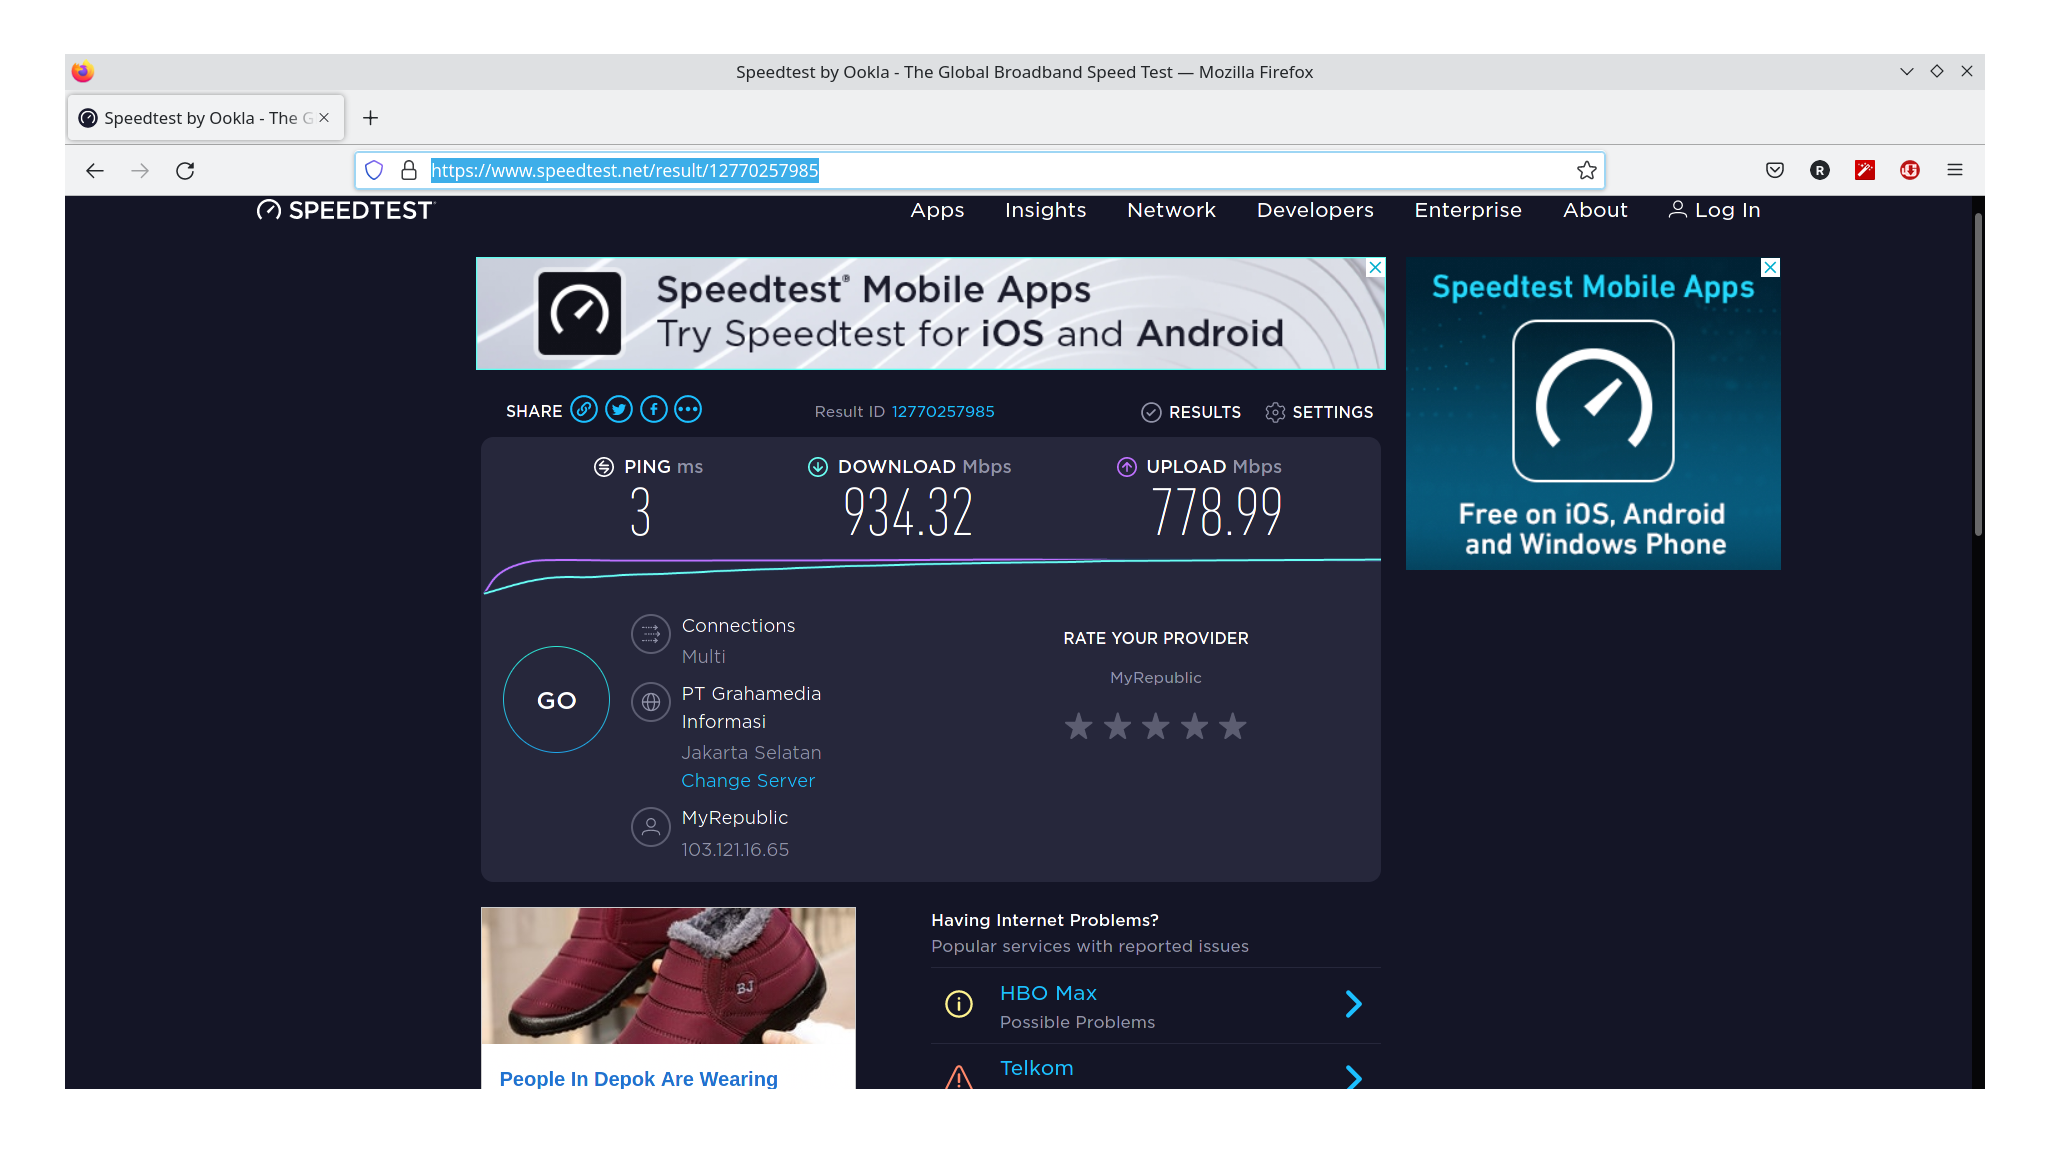 Speedtest by Ookla - The Global Broadband Speed Test — Mozilla Firefox
Speedtest by Ookla - The G
https://www.speedtest.net/result/12770257985
SPEEDTEST
Apps Insights Network Developers Enterprise About Log In
Speedtest® Mobile Apps
Try Speedtest for iOS and Android
Speedtest Mobile Apps
Free on iOS, Android
and Windows Phone
SHARE
Result ID 12770257985
RESULTS SETTINGS
PING ms
3
DOWNLOAD Mbps
934.32
UPLOAD Mbps
778.99
GO
Connections
Multi
PT Grahamedia
Informasi
Jakarta Selatan
Change Server
MyRepublic
103.121.16.65
RATE YOUR PROVIDER
MyRepublic
BJ
People In Depok Are Wearing
Having Internet Problems?
Popular services with reported issues
HBO Max
Possible Problems
Telkom